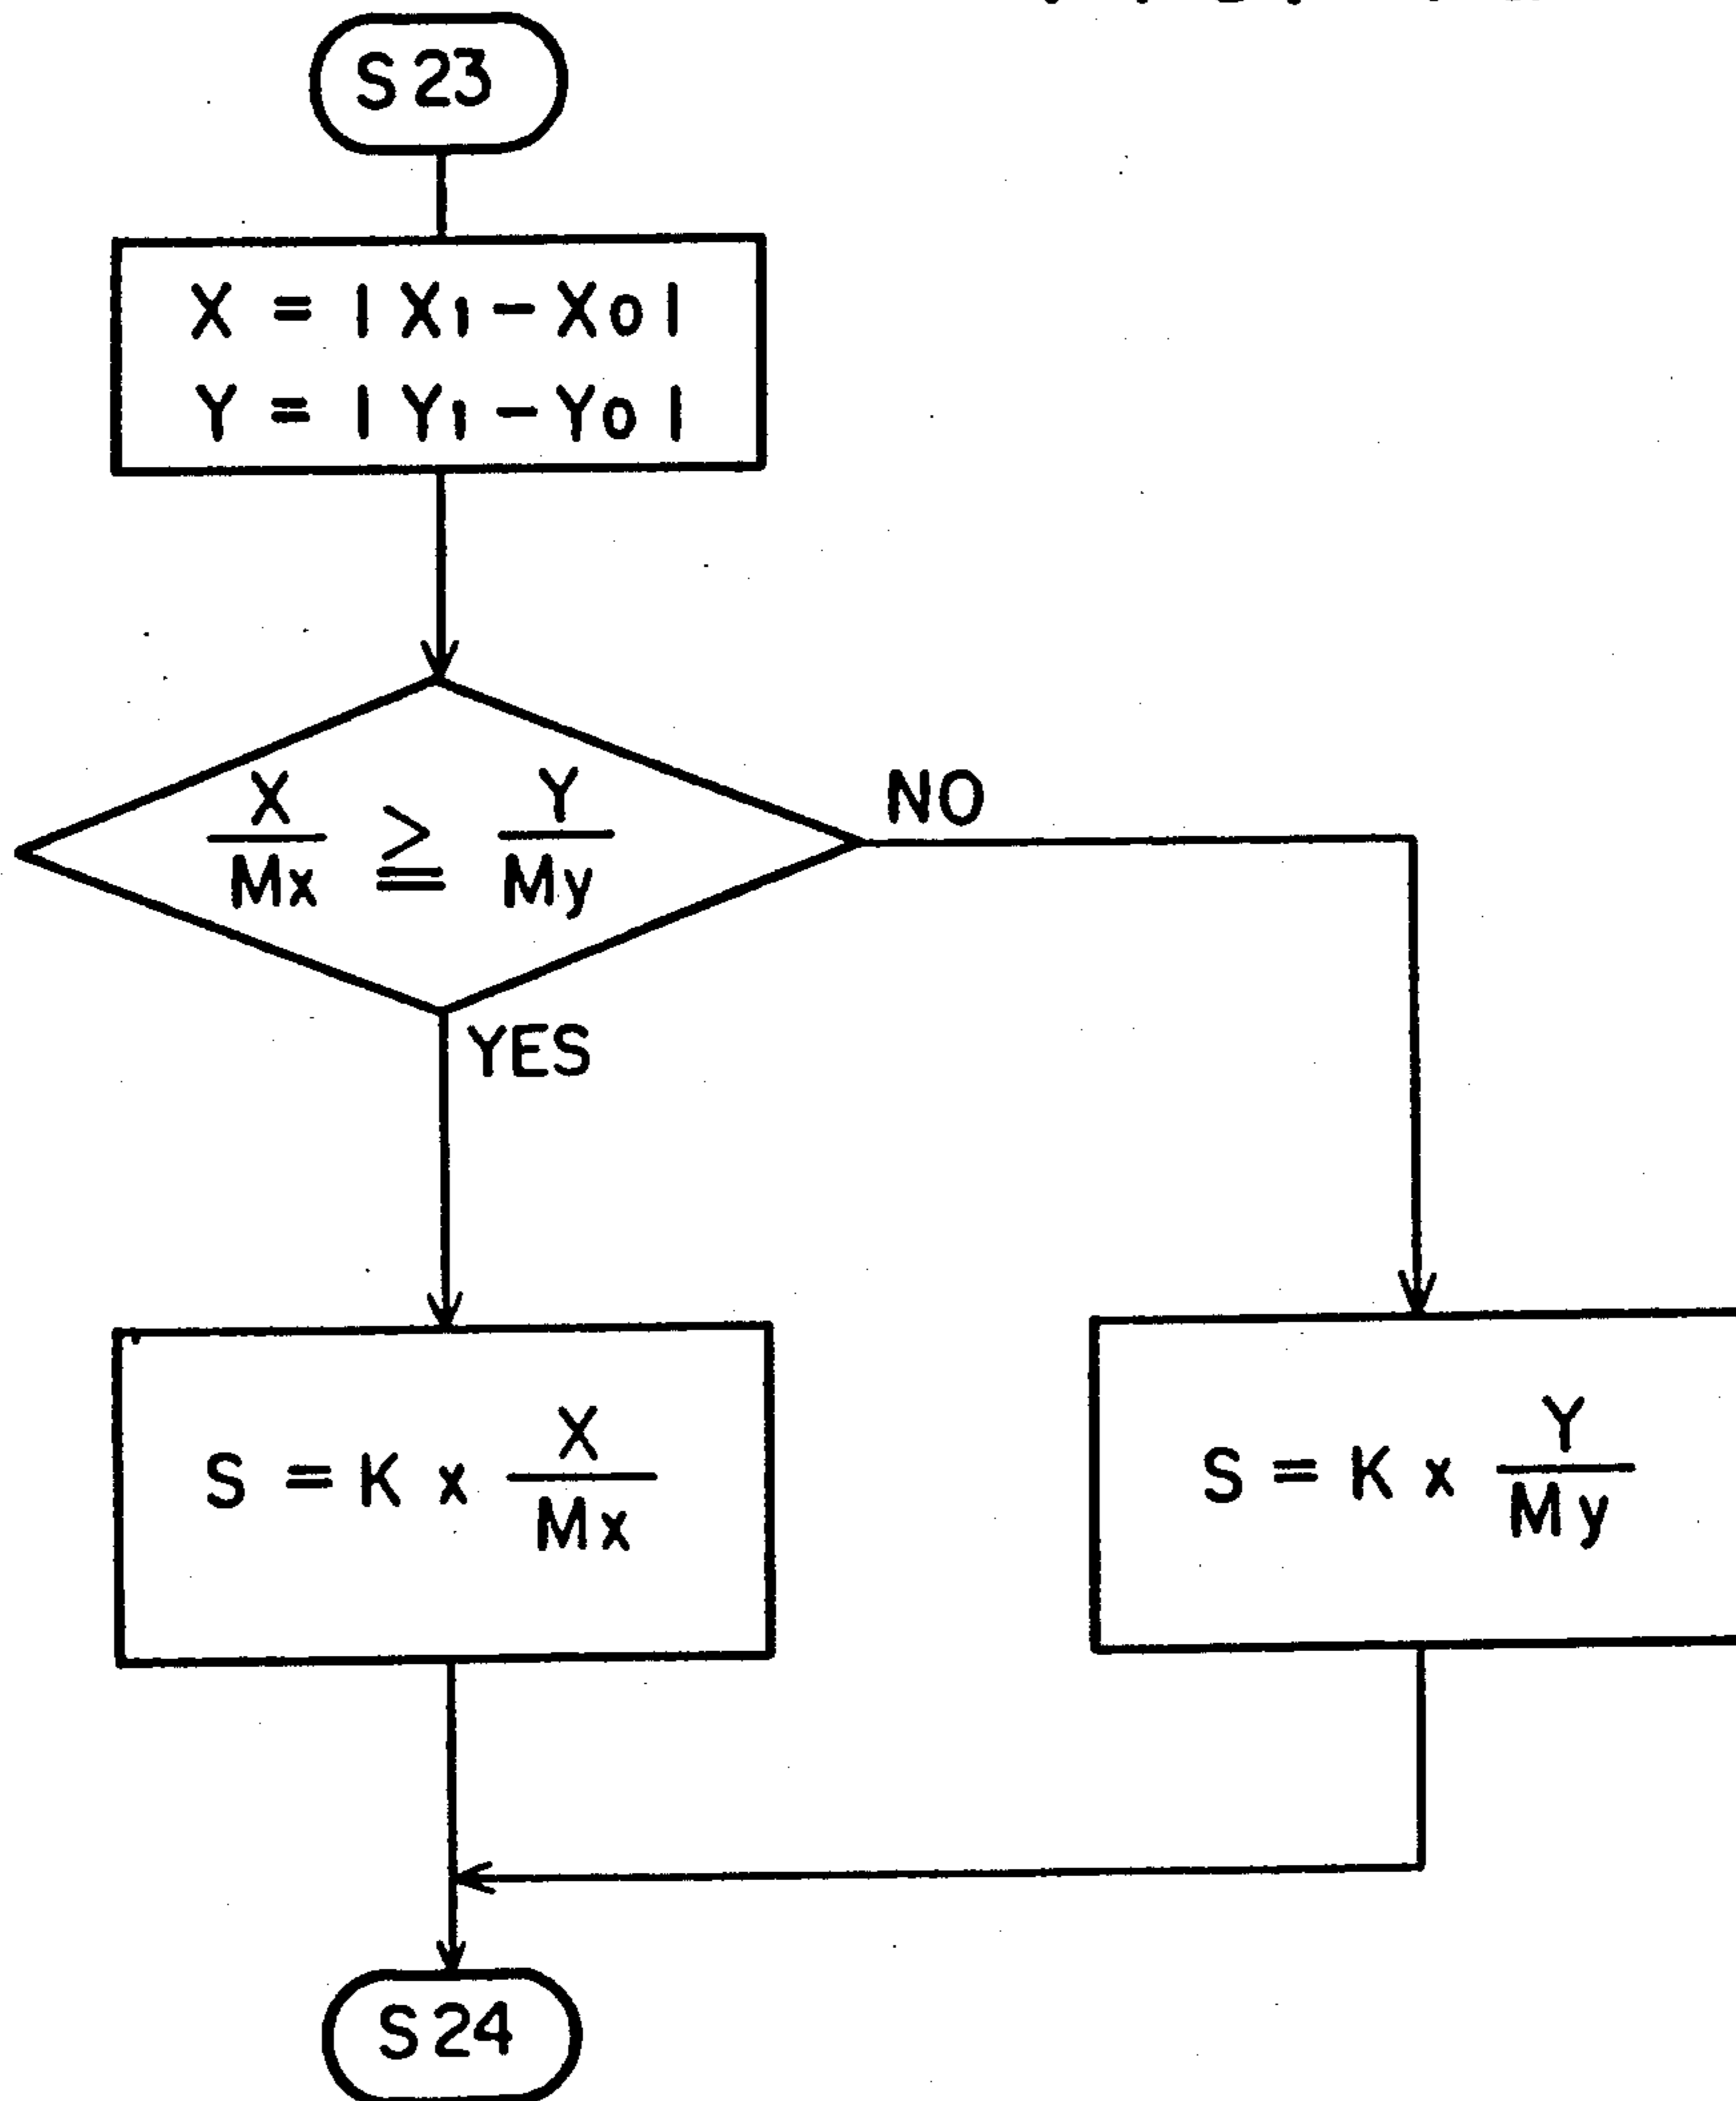 S23
X = |X₁ - X₀|
Y = |Y₁ - Y₀|
X/Mx ≧ Y/My
NO
YES
S = K x X/Mx
S = K x Y/My
S24